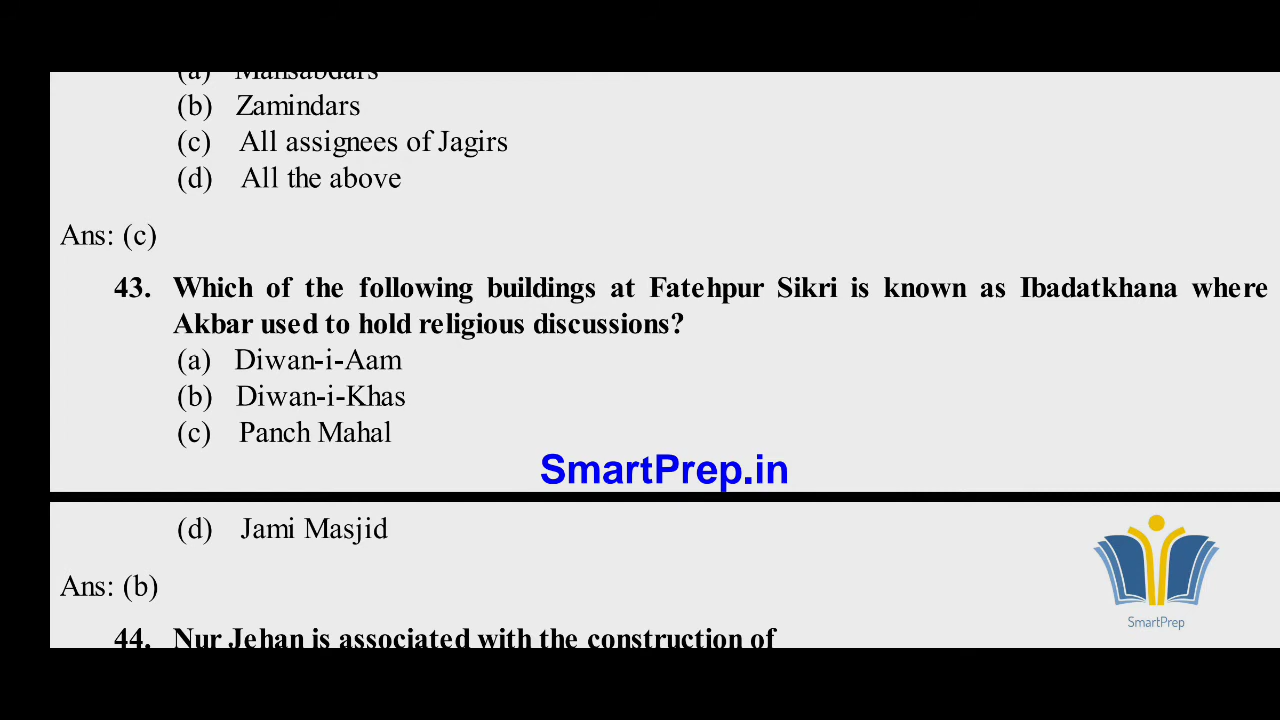 (a) Mansabdars
(b) Zamindars
(c) All assignees of Jagirs
(d) All the above
Ans: (c)
43. Which of the following buildings at Fatehpur Sikri is known as Ibadatkhana where
Akbar used to hold religious discussions?
(a) Diwan-i-Aam
(b) Diwan-i-Khas
(c) Panch Mahal
SmartPrep.in
(d) Jami Masjid
SmartPrep
Ans: (b)
44. Nur Jehan is associated with the construction of